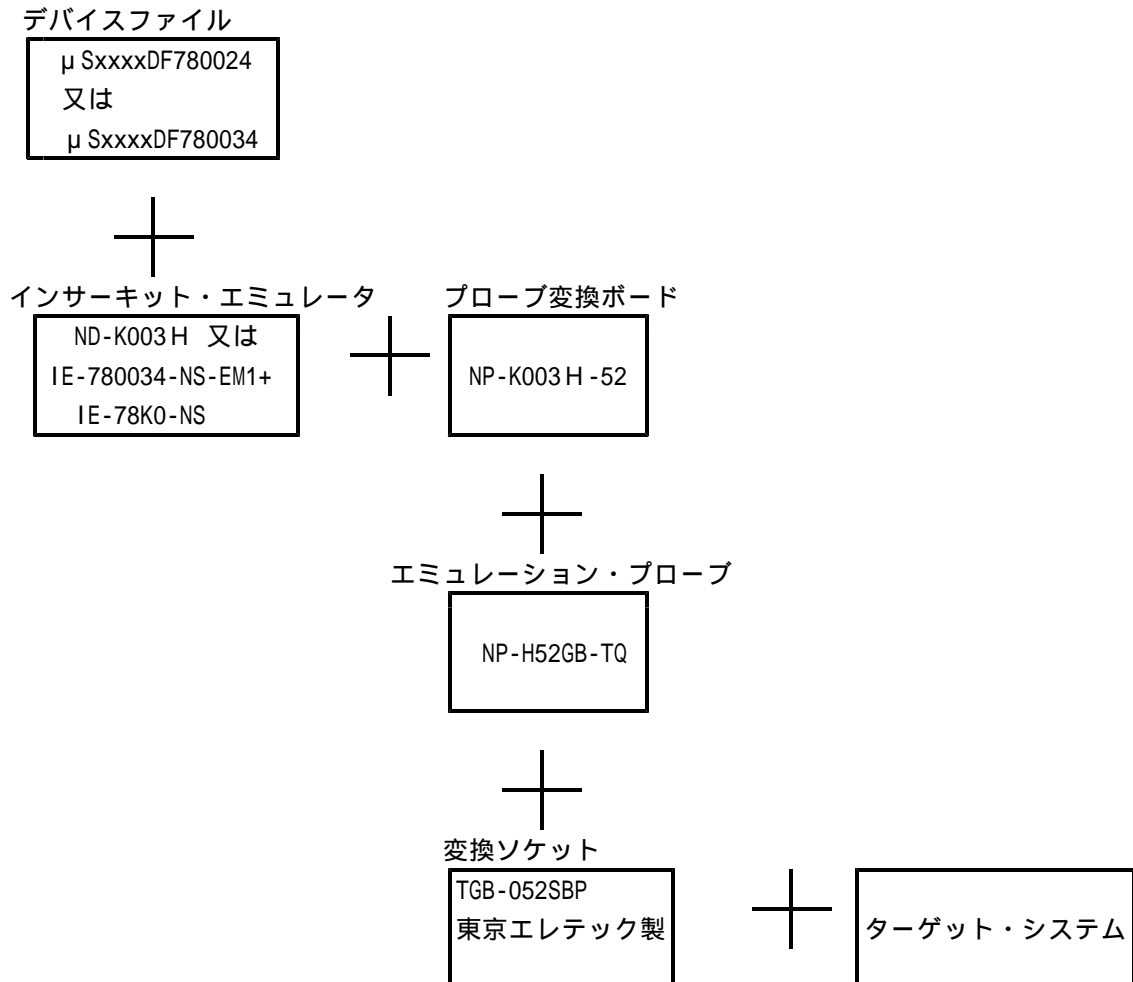 デバイスファイル
μSxxxxDF780024
又は
μSxxxxDF780034
インサーキット・エミュレータ
プローブ変換ボード
ND-K003H 又は
IE-780034-NS-EM1+
IE-78K0-NS
NP-K003H-52
エミュレーション・プローブ
NP-H52GB-TQ
変換ソケット
TGB-052SBP
東京エレテック製
ターゲット・システム